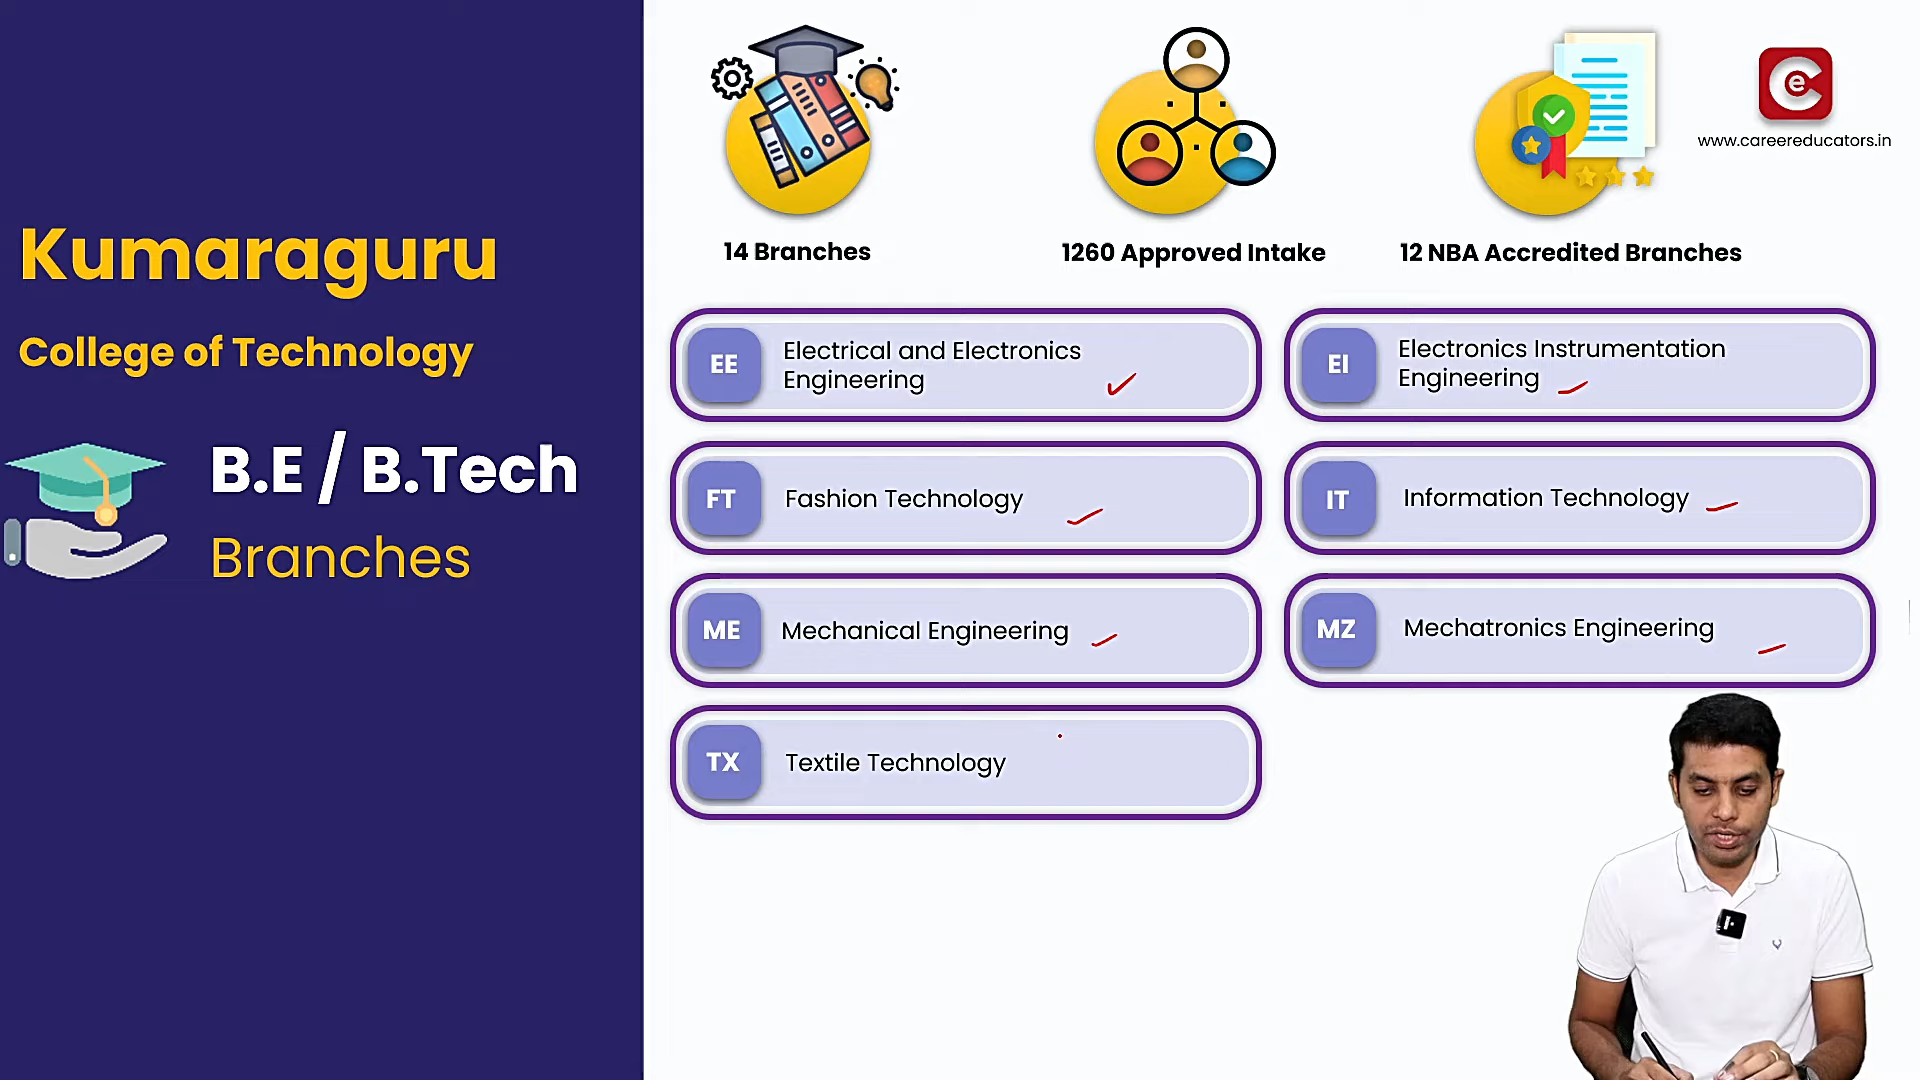 Kumaraguru
College of Technology
B.E / B.Tech
Branches
14 Branches
1260 Approved Intake
12 NBA Accredited Branches
e
www.careereducators.in
EE
Electrical and Electronics
Engineering
EI
Electronics Instrumentation
Engineering
FT
Fashion Technology
IT
Information Technology
ME
Mechanical Engineering
MZ
Mechatronics Engineering
TX
Textile Technology